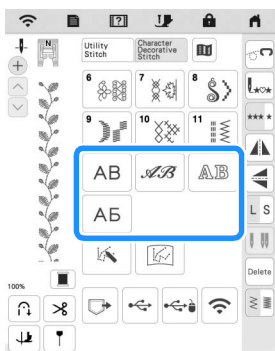 N
Utility
Stitch
Character
Decorative
Stitch
6
7
8
9
10
11
AB
AB
AB
АБ
L S
Delete
100%